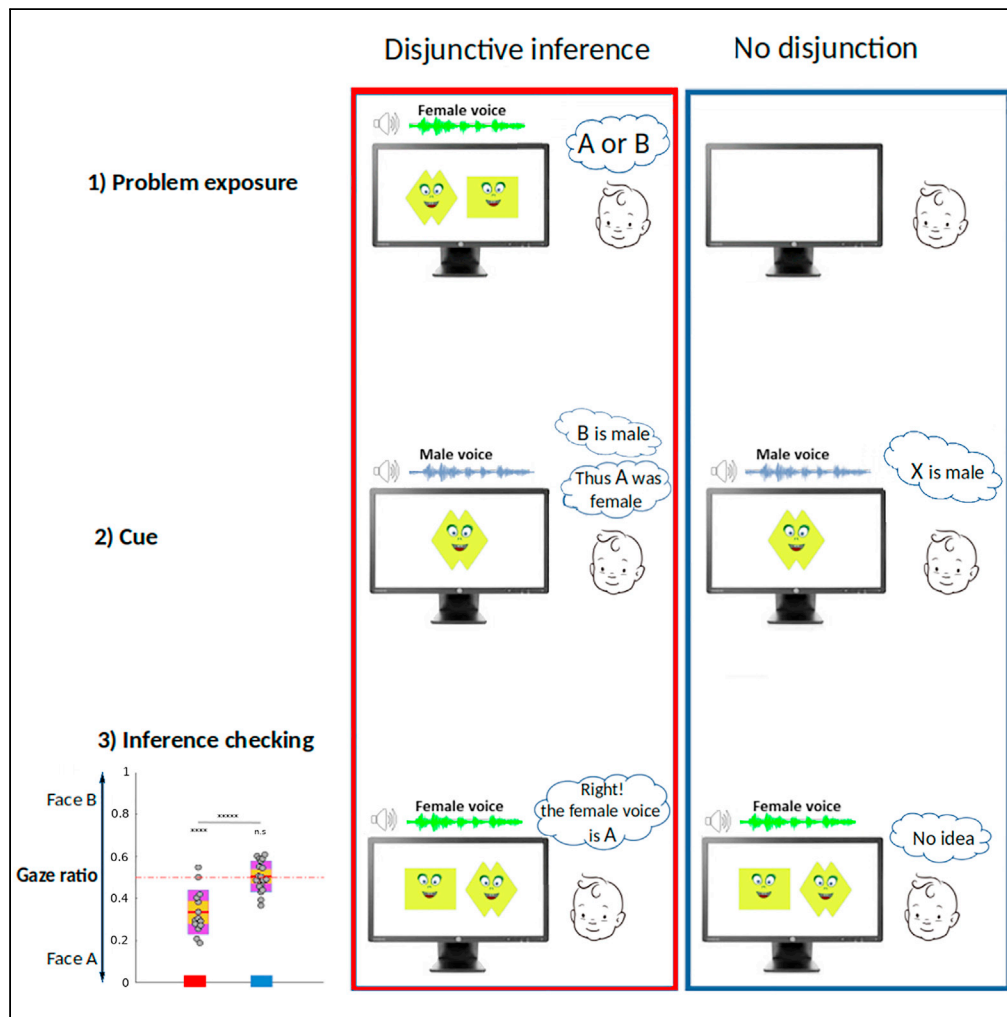 Disjunctive inference
No disjunction
1) Problem exposure
Female voice
A or B
2) Cue
Male voice
B is male
Thus A was
female
Male voice
X is male
3) Inference checking
1
0.8
0.6
0.4
0.2
0
Face B
Gaze ratio
Face A
xxxx
xxxxx
n.s
Female voice
Right!
the female voice
is A
Female voice
No idea